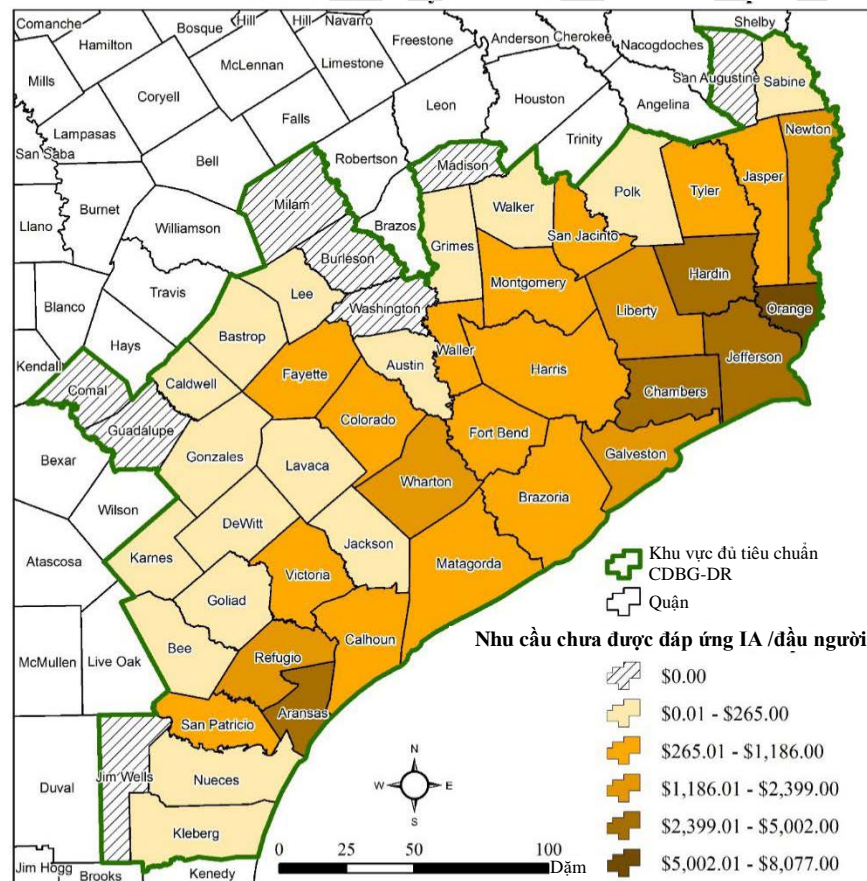 Shelby
Comanche
Bosque
Hill
Hill
Navarro
Hamilton
Freestone
Anderson
Cherokee
Nacogdoches
San Augustine
Sabine
McLennan
Limestone
Mills
Coryell
Leon
Houston
Angelina
Newton
Falls
Lampasas
San Saba
Bell
Robertson
Trinity
Madison
Jasper
Milam
Walker
Polk
Tyler
Burnet
Llano
Williamson
Brazos
Grimes
San Jacinto
Burleson
Hardin
Travis
Lee
Washington
Montgomery
Liberty
Orange
Blanco
Bastrop
Hays
Waller
Harris
Jefferson
Kendall
Caldwell
Fayette
Austin
Chambers
Comal
Guadalupe
Colorado
Fort Bend
Galveston
Bexar
Gonzales
Lavaca
Wharton
Brazoria
Wilson
DeWitt
Jackson
Matagorda
Atascosa
Karnes
Victoria
Goliad
Calhoun
McMullen
Live Oak
Bee
Refugio
Aransas
San Patricio
Duval
Jim Wells
Nueces
Kleberg
Jim Hogg
Brooks
Kenedy
Khu vực đủ tiêu chuẩn
CDBG-DR
Quận
Nhu cầu chưa được đáp ứng IA /đầu người
$0.00
$0.01 - $265.00
$265.01 - $1,186.00
$1,186.01 - $2,399.00
$2,399.01 - $5,002.00
$5,002.01 - $8,077.00
N
W
E
S
0 25 50 100
Dặm